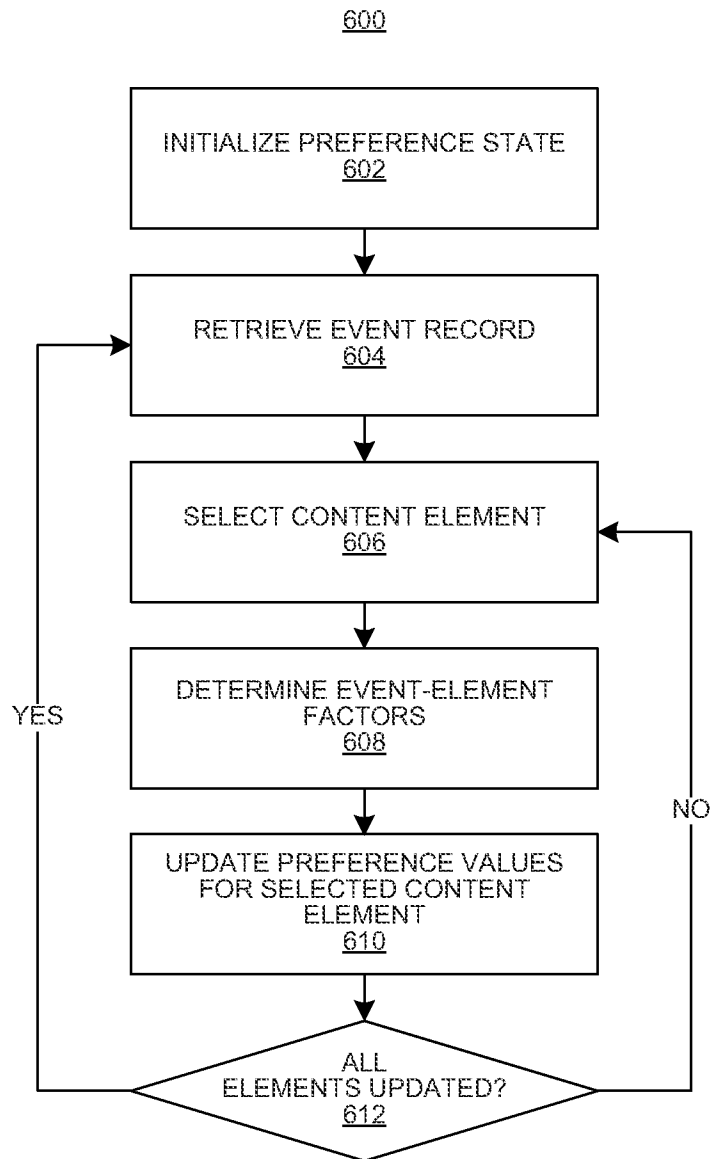 600
INITIALIZE PREFERENCE STATE
602
RETRIEVE EVENT RECORD
604
SELECT CONTENT ELEMENT
606
DETERMINE EVENT-ELEMENT
FACTORS
608
YES
NO
UPDATE PREFERENCE VALUES
FOR SELECTED CONTENT
ELEMENT
610
ALL
ELEMENTS UPDATED?
612